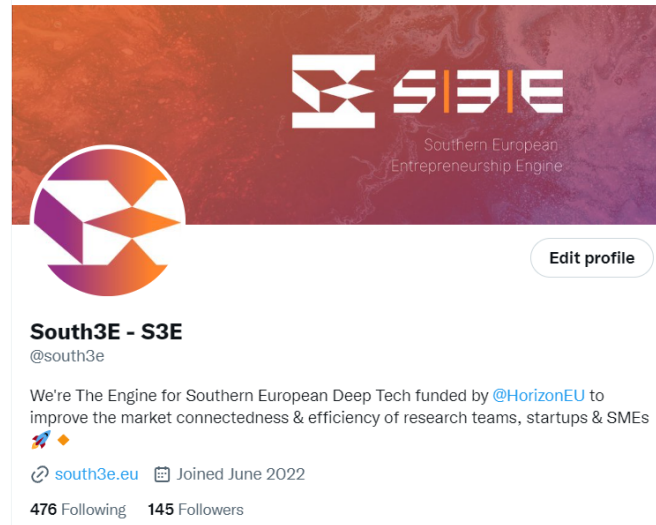 S|3|E
Southern European
Entrepreneurship Engine
Edit profile
South3E - S3E
@south3e
We're The Engine for Southern European Deep Tech funded by @HorizonEU to
improve the market connectedness & efficiency of research teams, startups & SMEs
🚀 🔸
south3e.eu Joined June 2022
476 Following 145 Followers